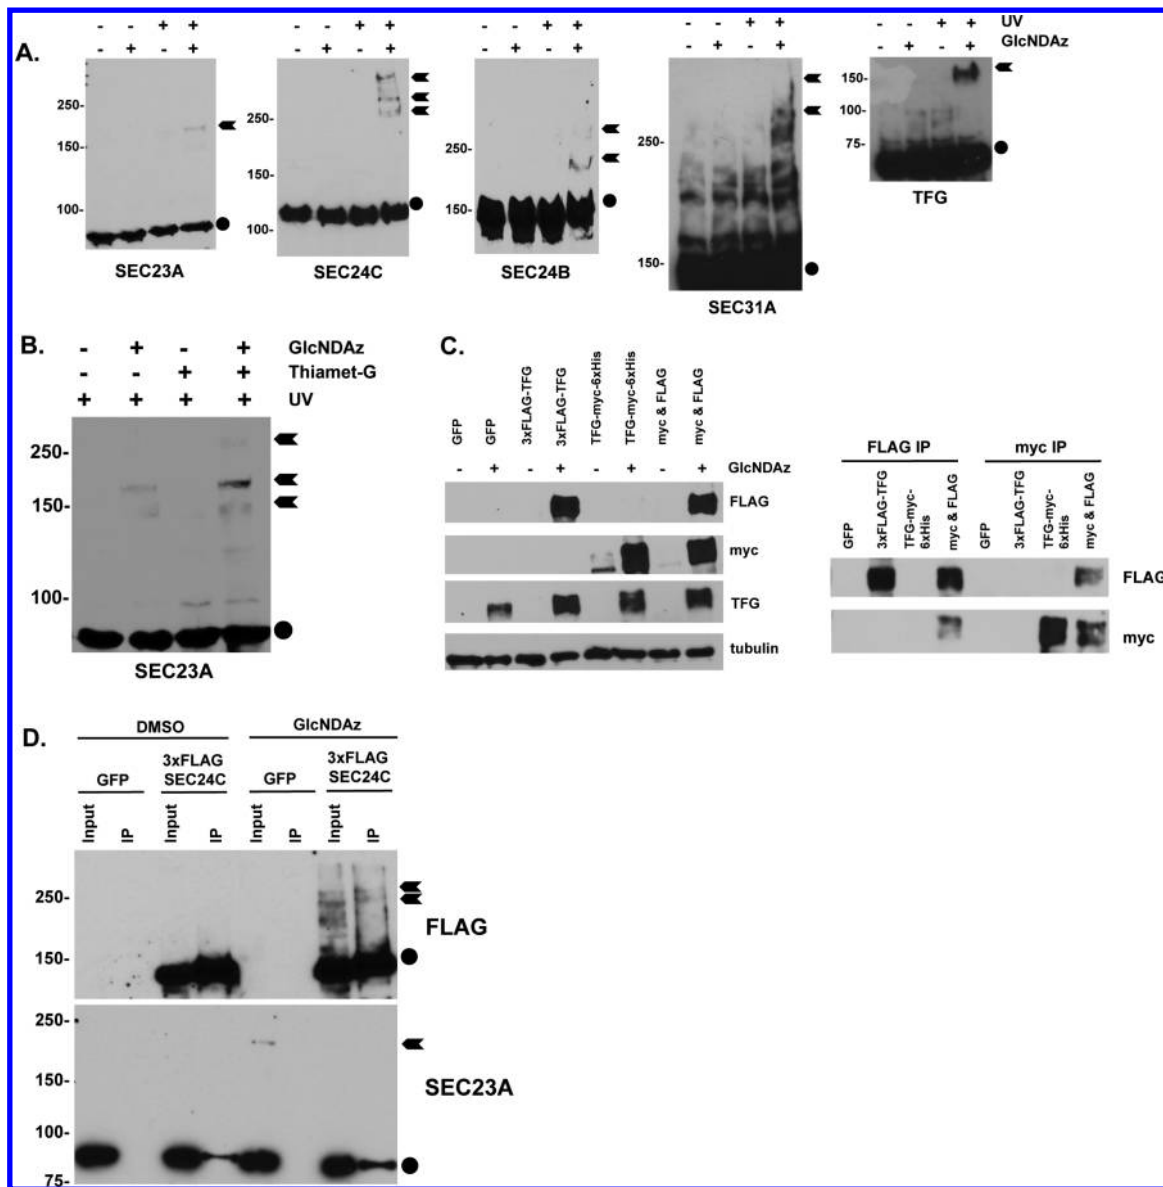 A.
- - + + - - + + - - + + - - + + UV - - + +
- + - + - + - + - + - + - + - + GlcNDAz - + - +
250-
150-
100-
SEC23A
250-
150-
100-
SEC24C
250-
150-
SEC24B
250-
150-
SEC31A
150-
100-
75-
TFG
B.
- + - + GlcNDAz
- - + + Thiamet-G
+ + + + UV
250-
150-
100-
SEC23A
C.
GFP
GFP
3xFLAG-TFG
3xFLAG-TFG
TFG-myc-6xHis
TFG-myc-6xHis
myc & FLAG
myc & FLAG
- + - + - + - + GlcNDAz
FLAG
myc
TFG
tubulin
FLAG IP myc IP
GFP
3xFLAG-TFG
TFG-myc-
6xHis
myc & FLAG
GFP
3xFLAG-TFG
TFG-myc-
6xHis
myc & FLAG
FLAG
myc
D.
DMSO GlcNDAz
GFP 3xFLAG
SEC24C GFP 3xFLAG
SEC24C
Input
IP
Input
IP
Input
IP
Input
IP
250-
150-
FLAG
250-
150-
100-
75-
SEC23A